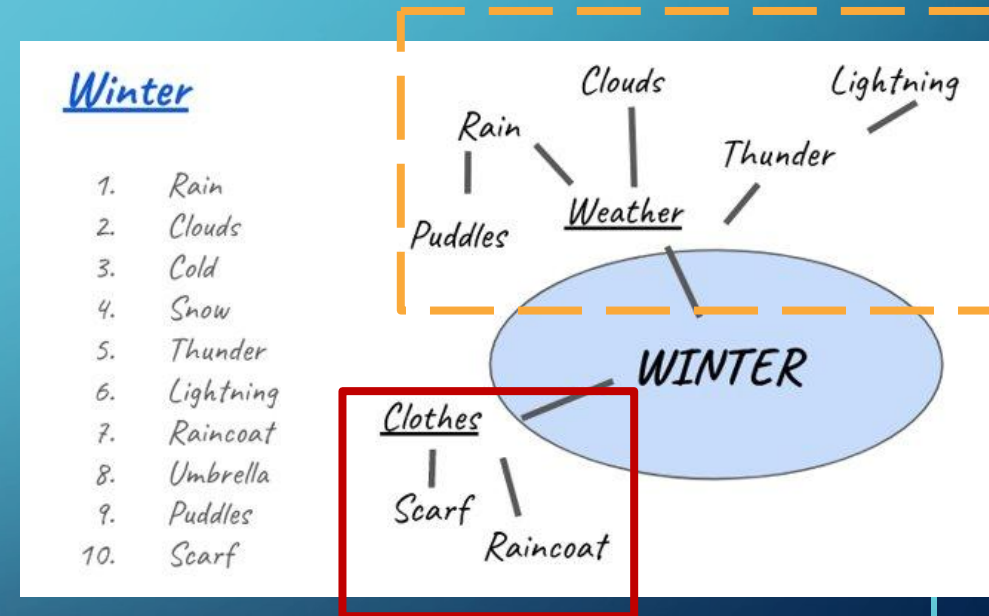 Winter
1. Rain
2. Clouds
3. Cold
4. Snow
5. Thunder
6. Lightning
7. Raincoat
8. Umbrella
9. Puddles
10. Scarf
Clouds
Lightning
Rain
Thunder
Weather
Puddles
WINTER
Clothes
Scarf
Raincoat